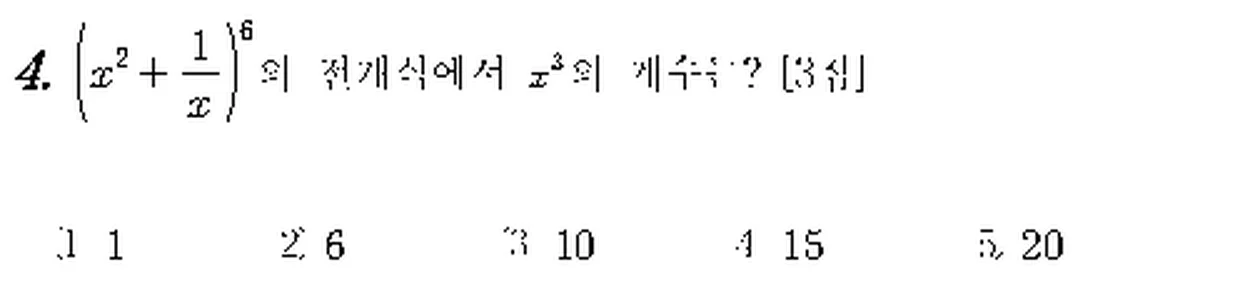 4. (x² + 1/x)⁶의 전개식에서 x³의 계수는? [3점]
① 1 ② 6 ③ 10 ④ 15 ⑤ 20